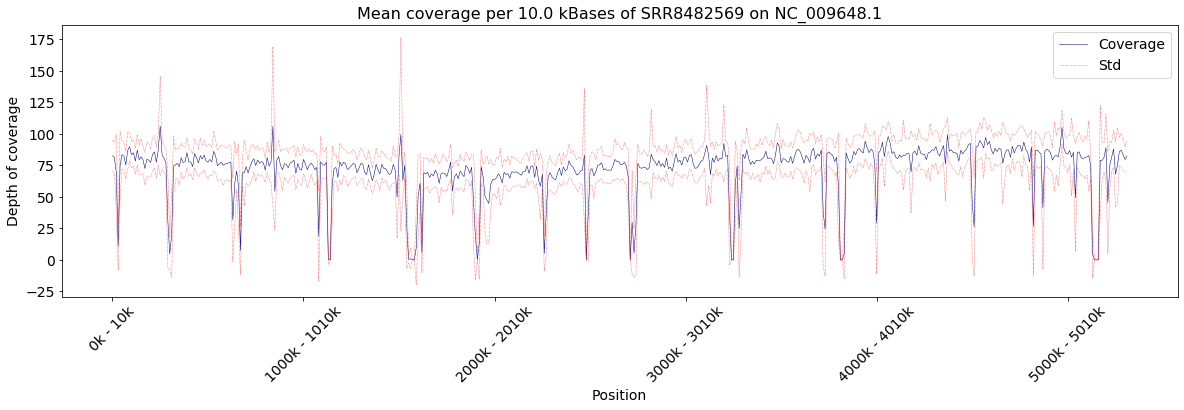 Mean coverage per 10.0 kBases of SRR8482569 on NC_009648.1
Coverage
Std
Depth of coverage
175
150
125
100
75
50
25
0
−25
0k - 10k
1000k - 1010k
2000k - 2010k
3000k - 3010k
4000k - 4010k
5000k - 5010k
Position